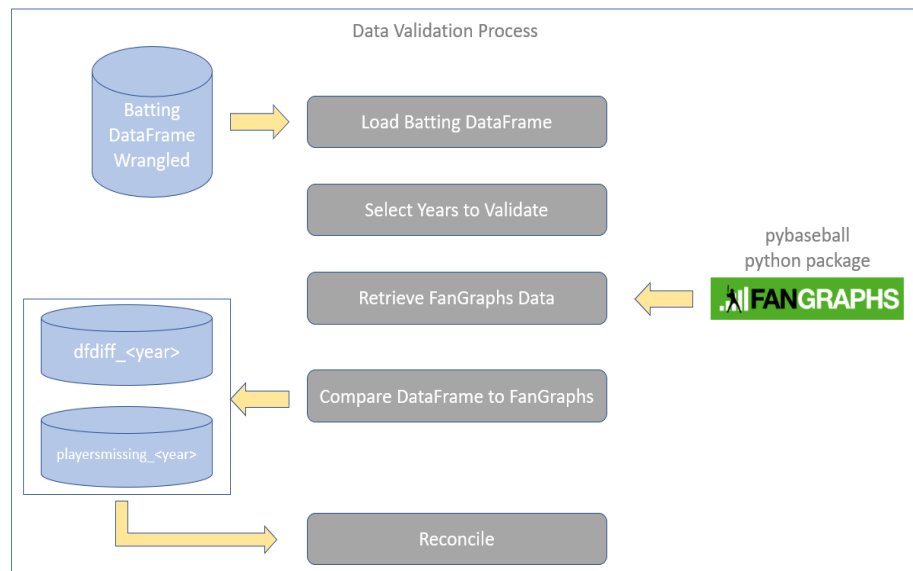 Data Validation Process
Batting
DataFrame
Wrangled
Load Batting DataFrame
Select Years to Validate
pybaseball
python package
Retrieve FanGraphs Data
FANGRAPHS
dfdiff_<year>
Compare DataFrame to FanGraphs
playersmissing_<year>
Reconcile